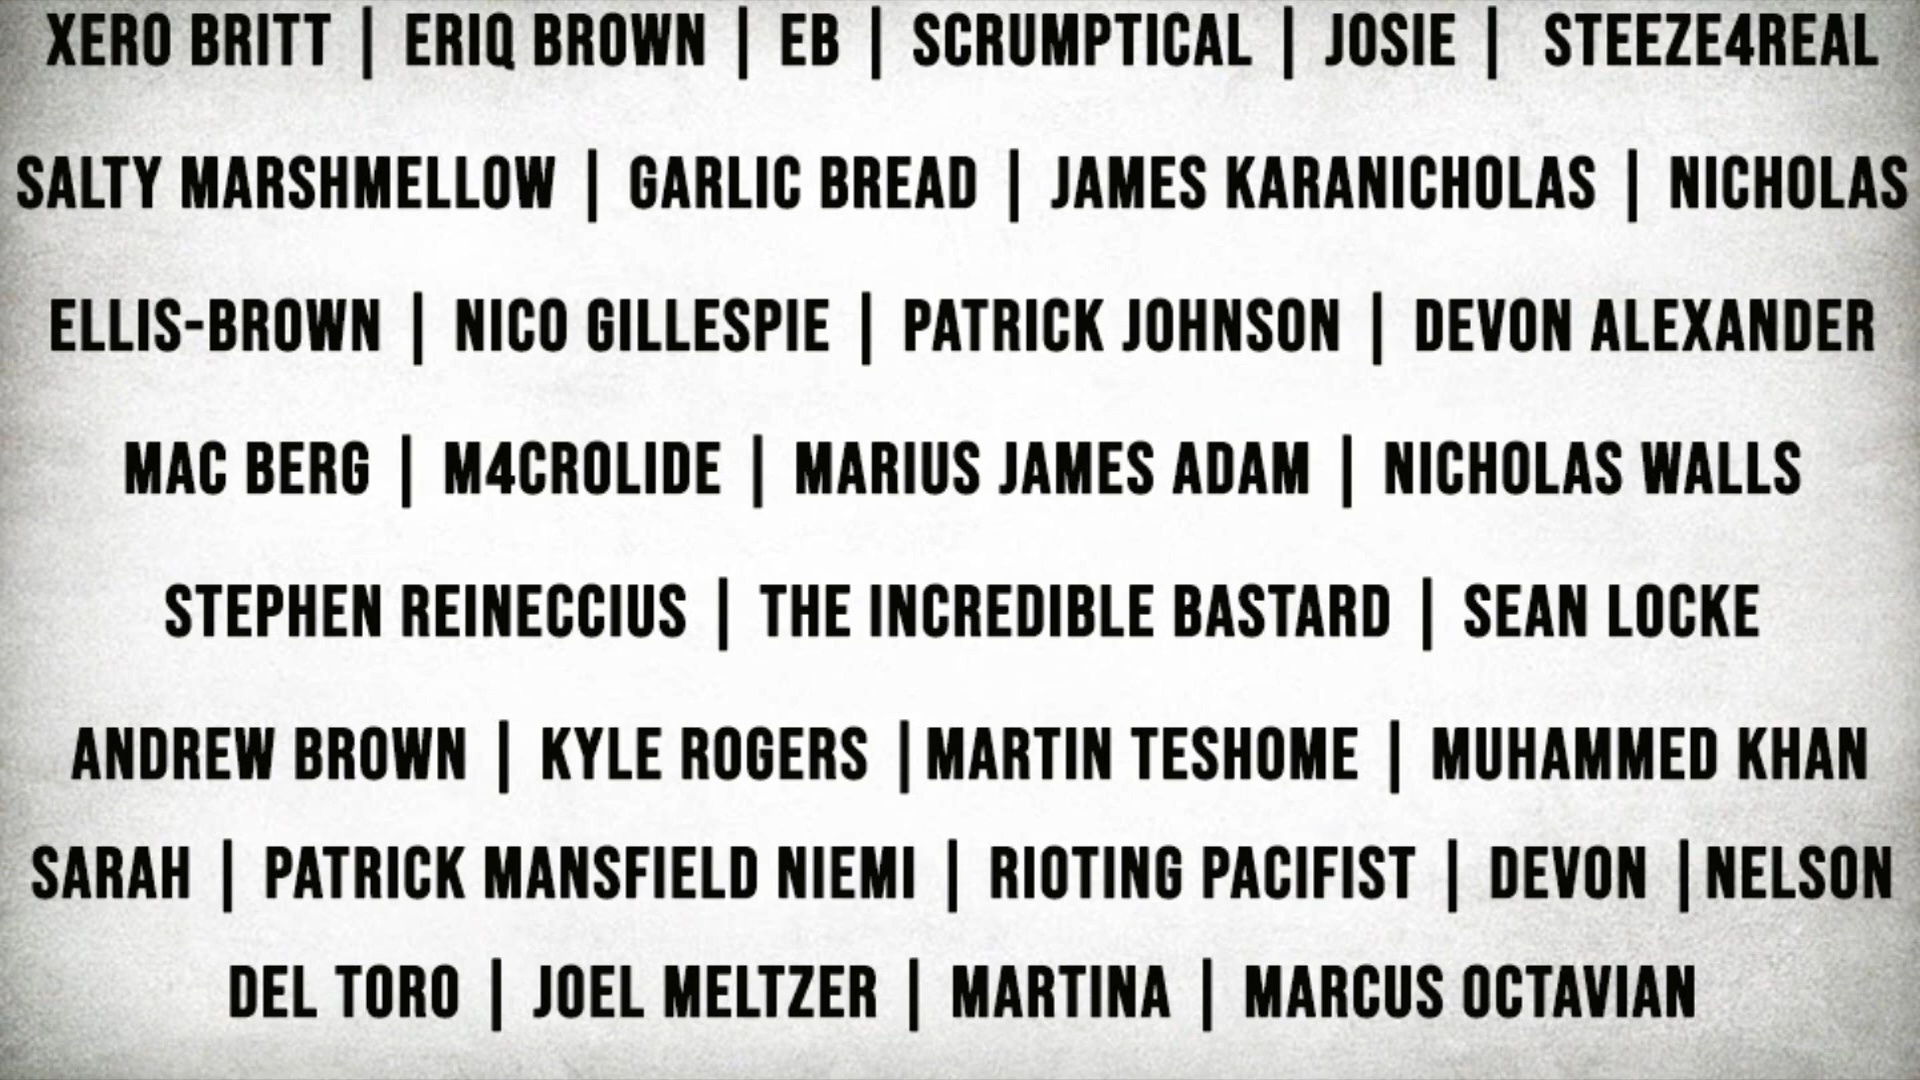 XERO BRITT | ERIQ BROWN | EB | SCRUMPTICAL | JOSIE | STEEZE4REAL
SALTY MARSHMELLOW | GARLIC BREAD | JAMES KARANICHOLAS | NICHOLAS
ELLIS-BROWN | NICO GILLESPIE | PATRICK JOHNSON | DEVON ALEXANDER
MAC BERG | M4CROLIDE | MARIUS JAMES ADAM | NICHOLAS WALLS
STEPHEN REINECCIUS | THE INCREDIBLE BASTARD | SEAN LOCKE
ANDREW BROWN | KYLE ROGERS | MARTIN TESHOME | MUHAMMED KHAN
SARAH | PATRICK MANSFIELD NIEMI | RIOTING PACIFIST | DEVON | NELSON
DEL TORO | JOEL MELTZER | MARTINA | MARCUS OCTAVIAN